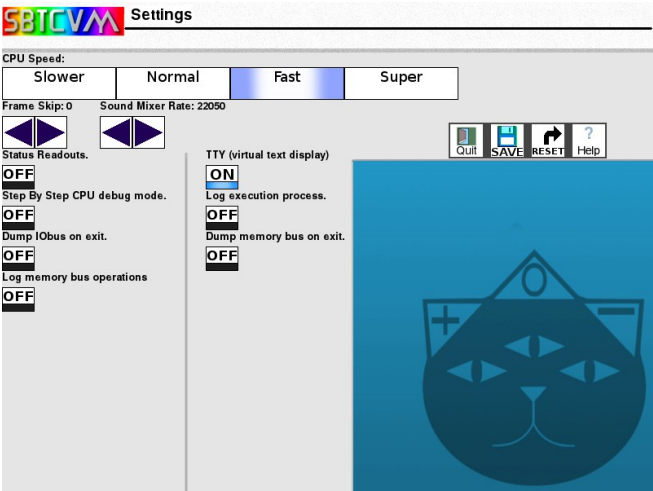 SBTCVM Settings
CPU Speed:
Slower Normal Fast Super
Frame Skip: 0 Sound Mixer Rate: 22050
Quit SAVE RESET ? Help
Status Readouts. TTY (virtual text display)
OFF ON
Step By Step CPU debug mode. Log execution process.
OFF OFF
Dump IObus on exit. Dump memory bus on exit.
OFF OFF
Log memory bus operations
OFF
+ 0 -